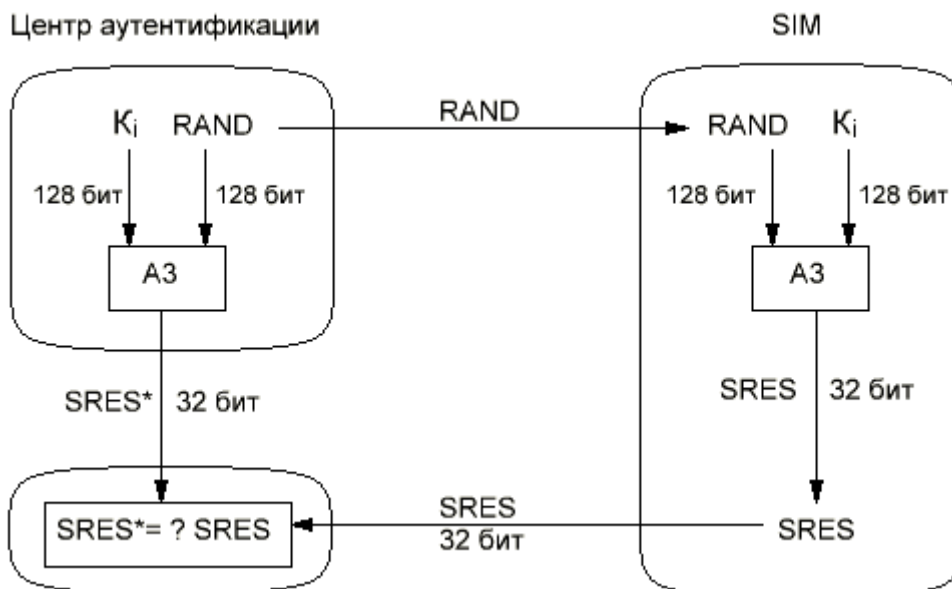 Центр аутентификации
SIM
Ki RAND
RAND
RAND Ki
128 бит 128 бит
128 бит 128 бит
A3
A3
SRES* 32 бит
SRES 32 бит
SRES*= ? SRES
SRES
32 бит
SRES